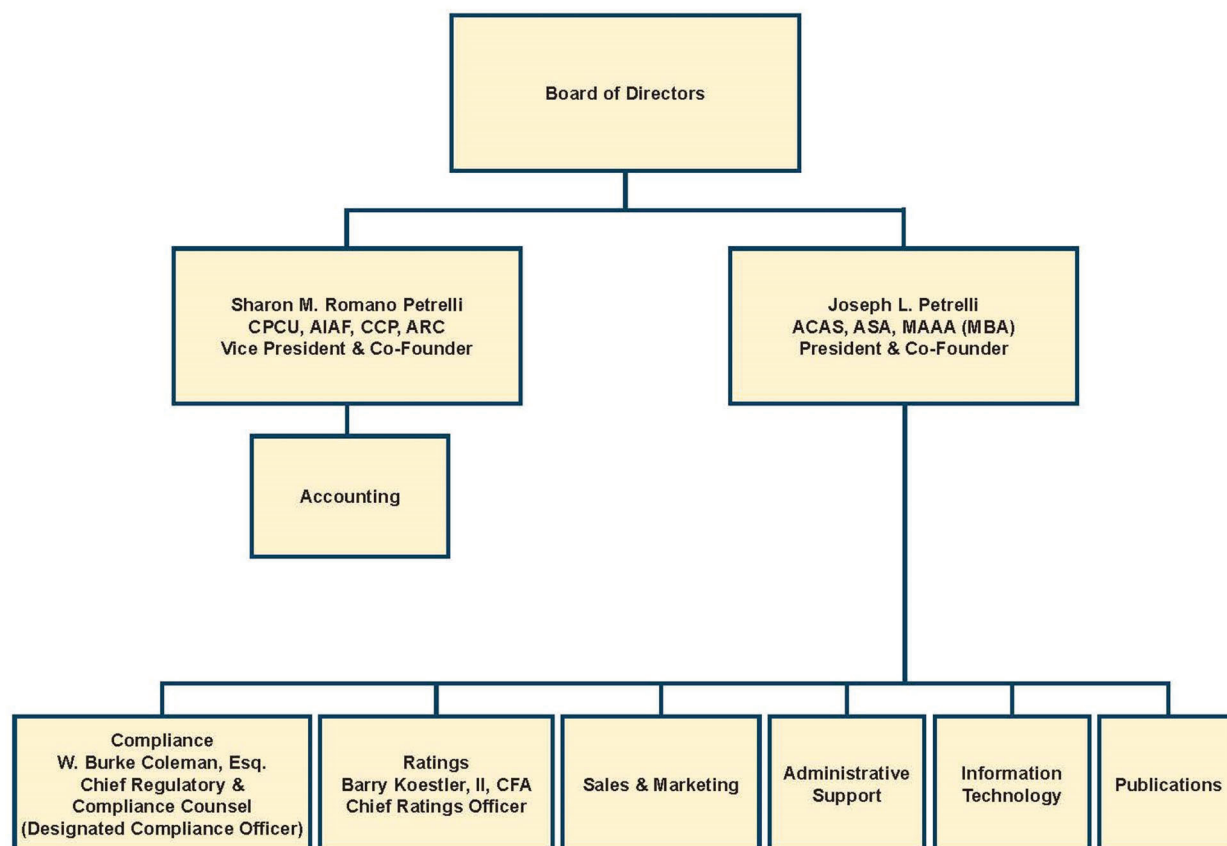 Board of Directors
Sharon M. Romano Petrelli
CPCU, AIAF, CCP, ARC
Vice President & Co-Founder
Joseph L. Petrelli
ACAS, ASA, MAAA (MBA)
President & Co-Founder
Accounting
Compliance
W. Burke Coleman, Esq.
Chief Regulatory &
Compliance Counsel
(Designated Compliance Officer)
Ratings
Barry Koestler, II, CFA
Chief Ratings Officer
Sales & Marketing
Administrative
Support
Information
Technology
Publications